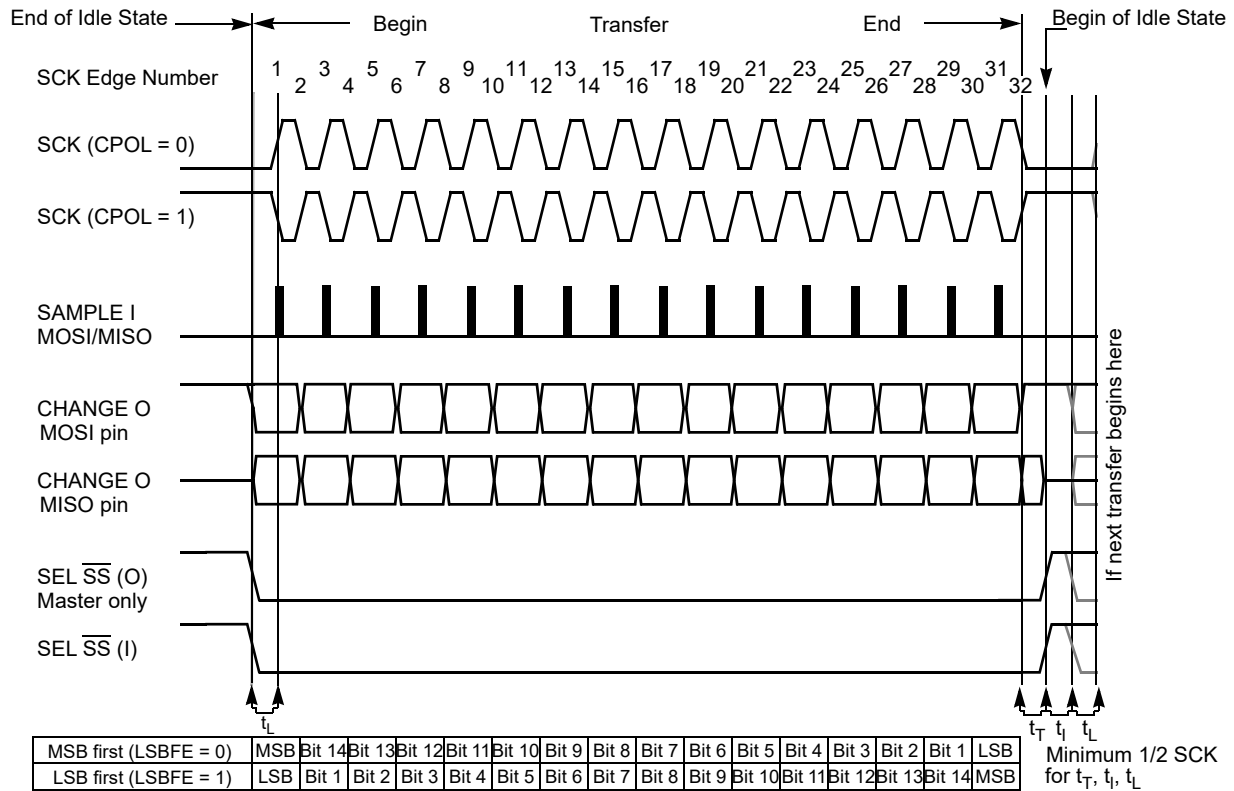 End of Idle State
Begin
Transfer
End
Begin of Idle State
SCK Edge Number
1 3 5 7 9 11 13 15 17 19 21 23 25 27 29 31
2 4 6 8 10 12 14 16 18 20 22 24 26 28 30 32
SCK (CPOL = 0)
SCK (CPOL = 1)
SAMPLE I
MOSI/MISO
CHANGE O
MOSI pin
CHANGE O
MISO pin
SEL SS (O)
Master only
SEL SS (I)
If next transfer begins here
tL
tT tI tL
MSB first (LSBFE = 0) MSB Bit 14 Bit 13 Bit 12 Bit 11 Bit 10 Bit 9 Bit 8 Bit 7 Bit 6 Bit 5 Bit 4 Bit 3 Bit 2 Bit 1 LSB
LSB first (LSBFE = 1) LSB Bit 1 Bit 2 Bit 3 Bit 4 Bit 5 Bit 6 Bit 7 Bit 8 Bit 9 Bit 10 Bit 11 Bit 12 Bit 13 Bit 14 MSB
Minimum 1/2 SCK
for tT, tI, tL